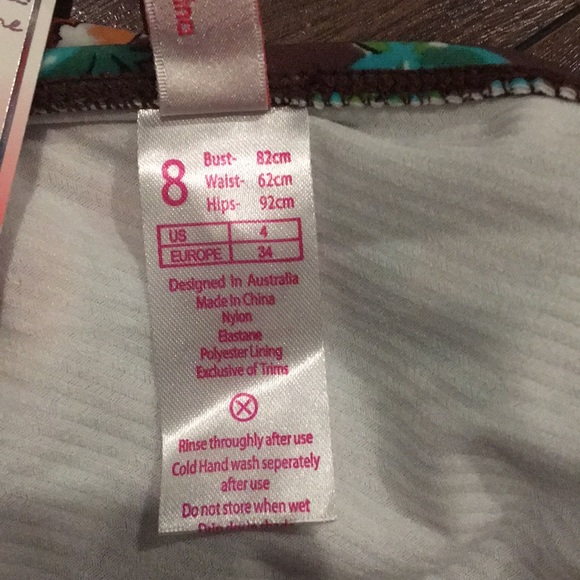 8
Bust- 82cm
Waist- 62cm
Hips- 92cm
US 4
EUROPE 34
Designed In Australia
Made In China
Nylon
Elastane
Polyester Lining
Exclusive of Trims
Rinse throughly after use
Cold Hand wash seperately
after use
Do not store when wet